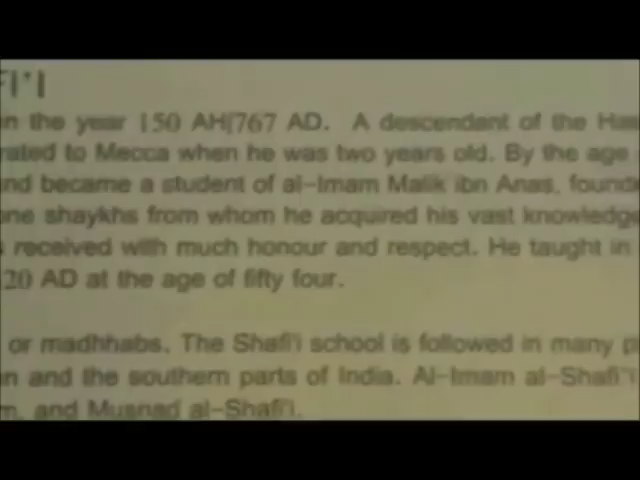 FI'I
n the year 150 AH/767 AD. A descendant of the Has
rated to Mecca when he was two years old. By the age
nd became a student of al-Imam Malik ibn Anas, founde
one shaykhs from whom he acquired his vast knowledge
s received with much honour and respect. He taught in
20 AD at the age of fifty four.
or madhhabs. The Shafi'i school is followed in many p
n and the southern parts of India. Al-Imam al-Shafi'i
m, and Musnad al-Shafi'i.